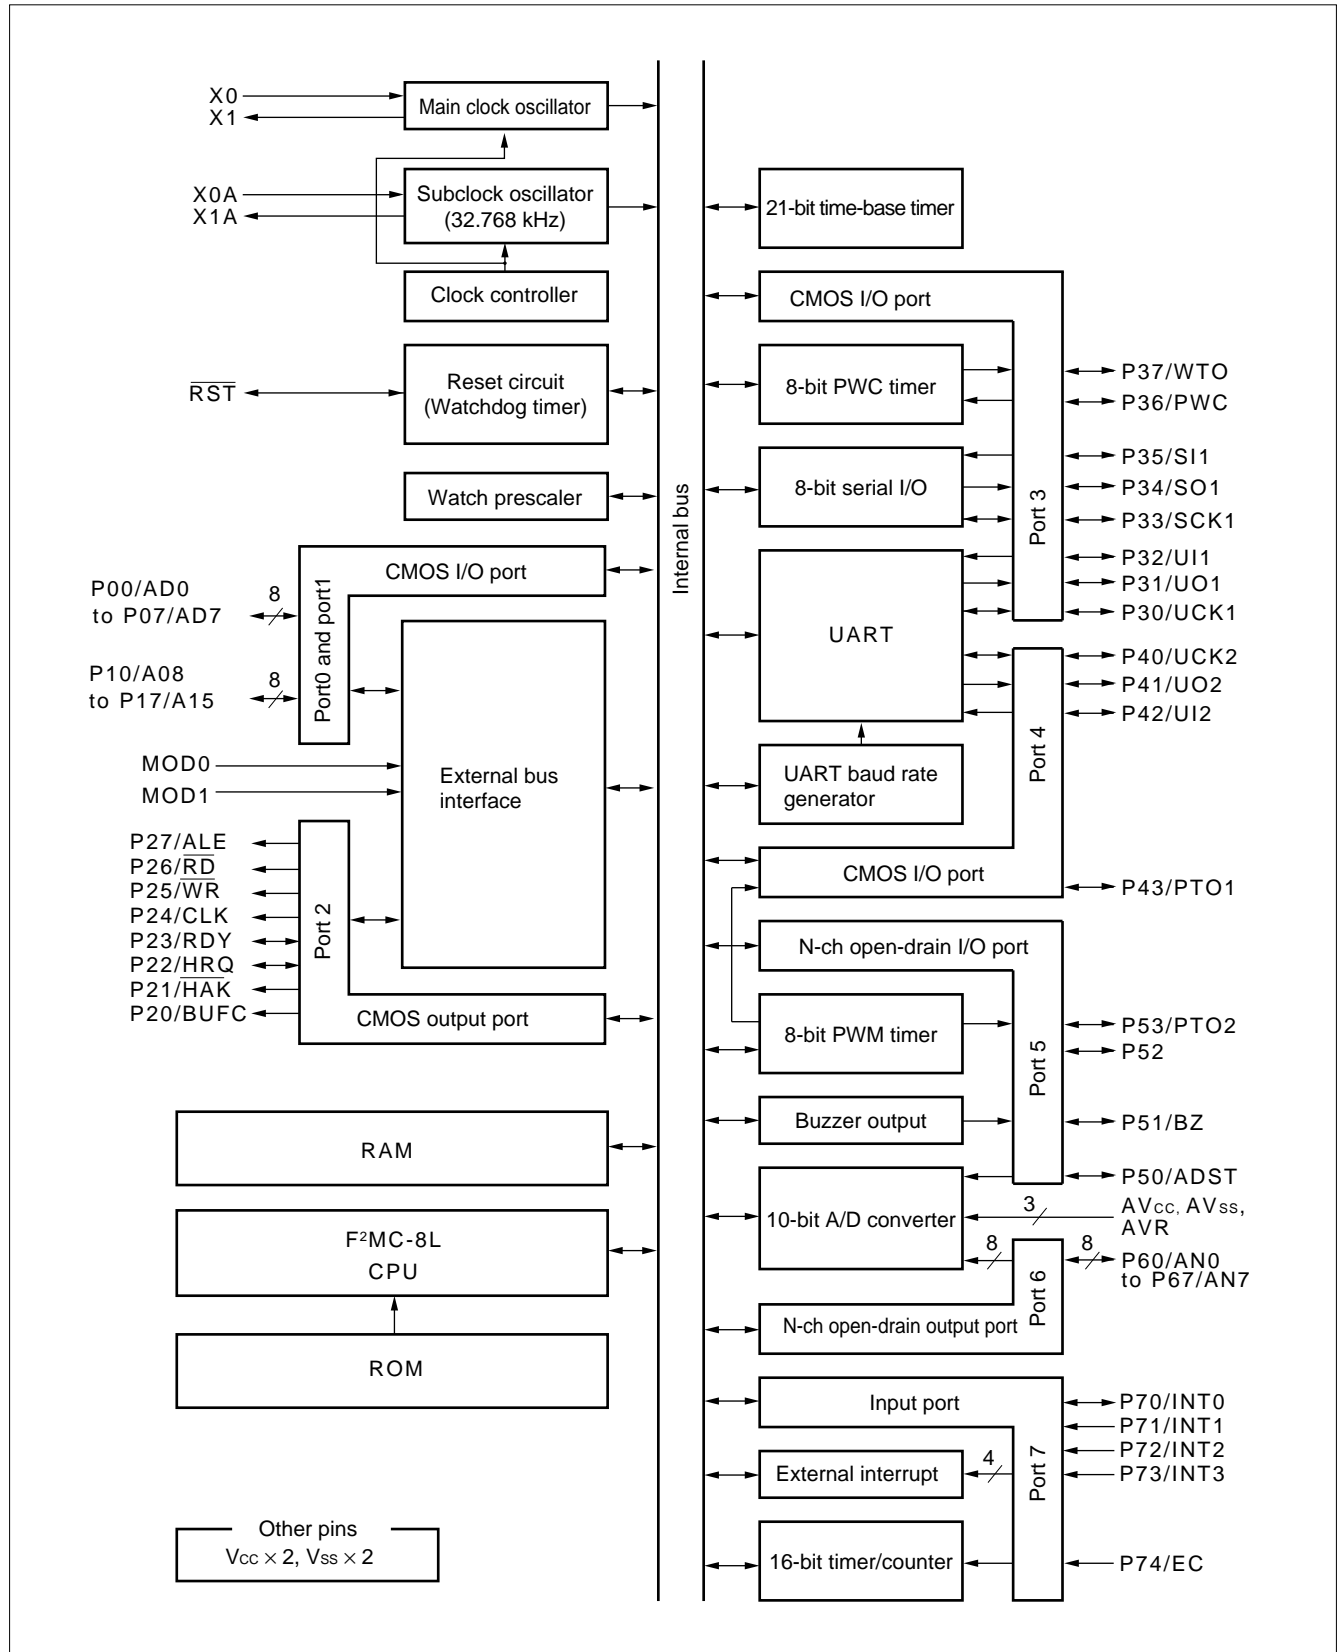 X0
X1
Main clock oscillator
X0A
X1A
Subclock oscillator
(32.768 kHz)
Clock controller
RST
Reset circuit
(Watchdog timer)
Watch prescaler
CMOS I/O port
Port0 and port1
P00/AD0
to P07/AD7
8
P10/A08
to P17/A15
8
MOD0
MOD1
External bus
interface
P27/ALE
P26/RD
P25/WR
P24/CLK
P23/RDY
P22/HRQ
P21/HAK
P20/BUFC
Port 2
CMOS output port
RAM
F²MC-8L
CPU
ROM
Other pins
Vcc × 2, Vss × 2
Internal bus
21-bit time-base timer
CMOS I/O port
Port 3
8-bit PWC timer
P37/WTO
P36/PWC
8-bit serial I/O
P35/SI1
P34/SO1
P33/SCK1
UART
P32/UI1
P31/UO1
P30/UCK1
P40/UCK2
P41/UO2
P42/UI2
Port 4
UART baud rate
generator
CMOS I/O port
P43/PTO1
N-ch open-drain I/O port
Port 5
8-bit PWM timer
P53/PTO2
P52
Buzzer output
P51/BZ
P50/ADST
10-bit A/D converter
3
AVcc, AVss,
AVR
8
8
P60/AN0
to P67/AN7
Port 6
N-ch open-drain output port
Input port
Port 7
P70/INT0
P71/INT1
P72/INT2
P73/INT3
External interrupt
4
16-bit timer/counter
P74/EC